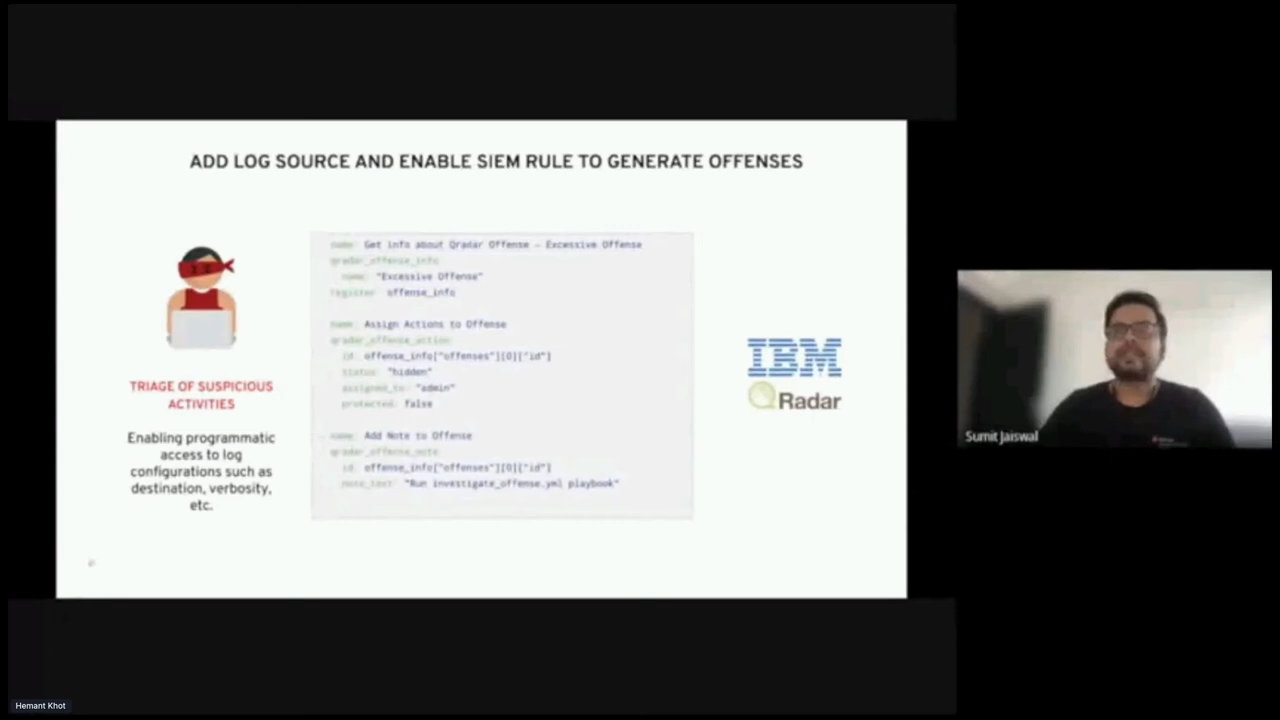 ADD LOG SOURCE AND ENABLE SIEM RULE TO GENERATE OFFENSES
TRIAGE OF SUSPICIOUS
ACTIVITIES
Enabling programmatic
access to log
configurations such as
destination, verbosity,
etc.
name: Get info about Qradar Offense - Excessive Offense
qradar_offense_info
name: "Excessive Offense"
register: offense_info
name: Assign Actions to Offense
qradar_offense_action:
id: offense_info["offenses"][0]["id"]
status: "hidden"
assigned_to: "admin"
protected: false
name: Add Note to Offense
qradar_offense_note
id: offense_info["offenses"][0]["id"]
note_text: "Run investigate_offense.yml playbook"
IBM
QRadar
Sumit Jaiswal
Hemant Khot